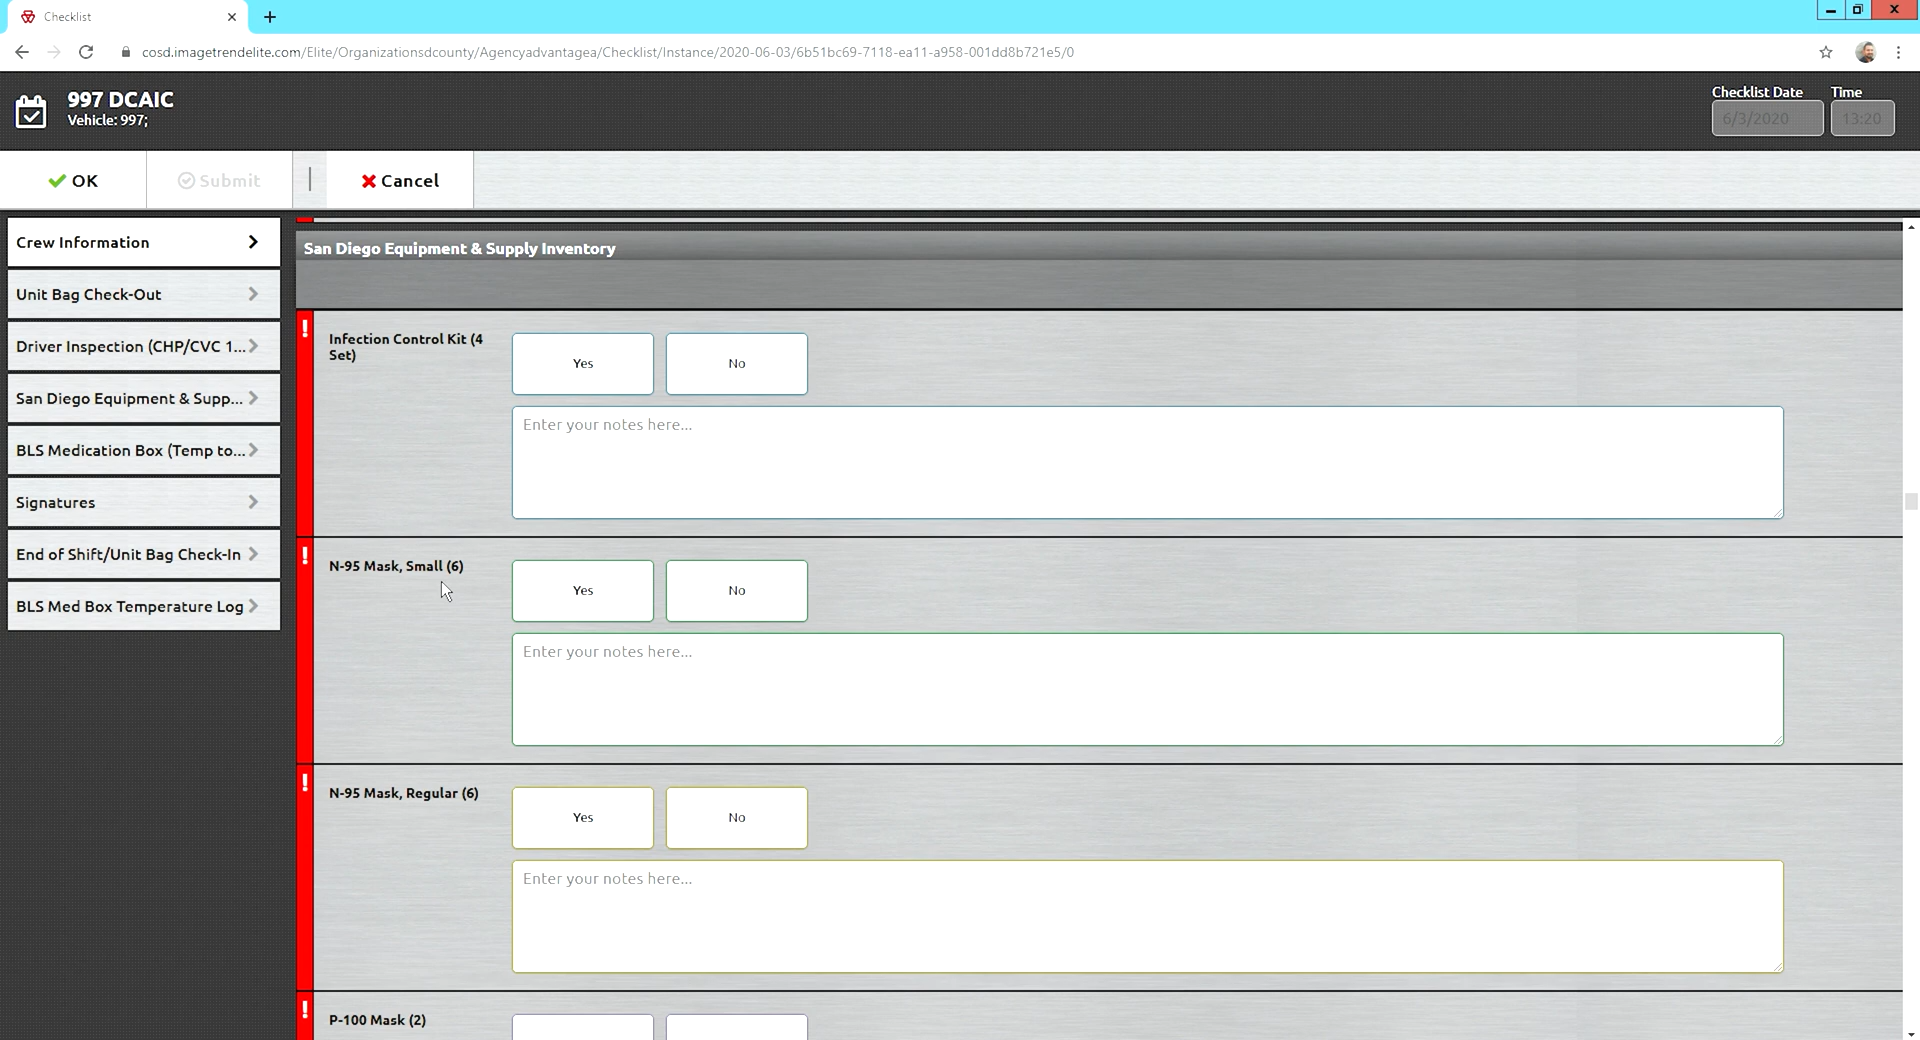 Checklist
cosd.imagetrendelite.com/Elite/Organizationsdcounty/Agencyadvantagea/Checklist/Instance/2020-06-03/6b51bc69-7118-ea11-a958-001dd8b721e5/0
997 DCAIC
Vehicle: 997;
Checklist Date
Time
6/3/2020
13:20
OK
Submit
Cancel
Crew Information
Unit Bag Check-Out
Driver Inspection (CHP/CVC 1...
San Diego Equipment & Supp...
BLS Medication Box (Temp to...
Signatures
End of Shift/Unit Bag Check-In
BLS Med Box Temperature Log
San Diego Equipment & Supply Inventory
Infection Control Kit (4
Set)
Yes
No
Enter your notes here...
N-95 Mask, Small (6)
Yes
No
Enter your notes here...
N-95 Mask, Regular (6)
Yes
No
Enter your notes here...
P-100 Mask (2)